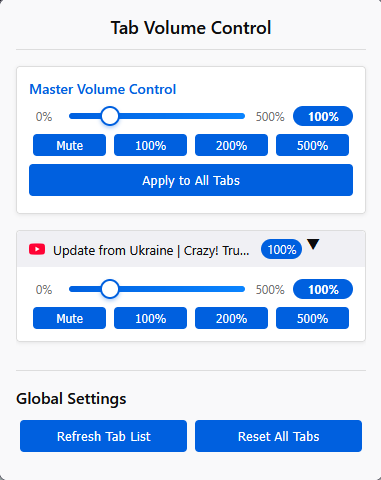 Tab Volume Control
Master Volume Control
0% 500% 100%
Mute 100% 200% 500%
Apply to All Tabs
Update from Ukraine | Crazy! Tru... 100% ▼
0% 500% 100%
Mute 100% 200% 500%
Global Settings
Refresh Tab List Reset All Tabs